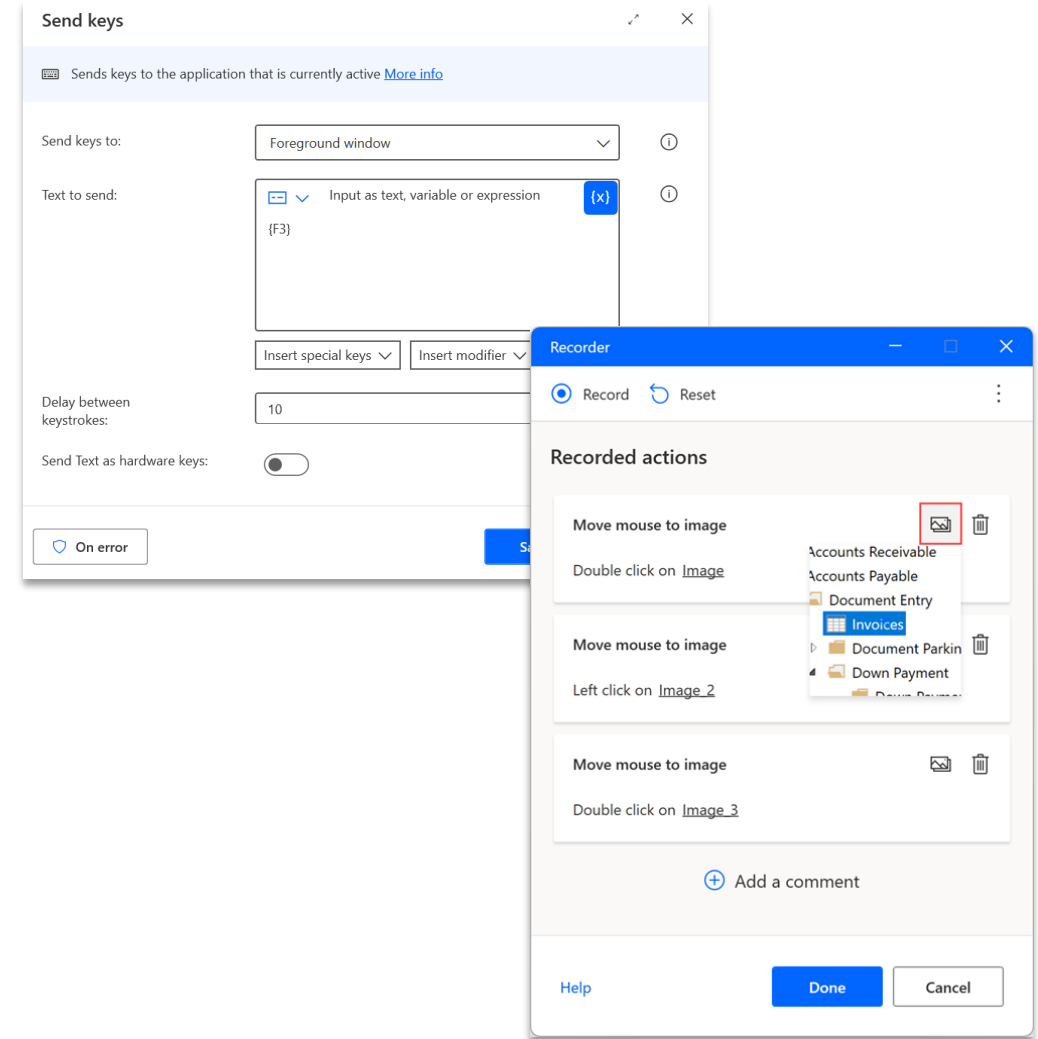 Send keys
Sends keys to the application that is currently active More info
Send keys to:
Foreground window
Text to send:
Input as text, variable or expression
{x}
{F3}
Insert special keys
Insert modifier
Delay between
keystrokes:
10
Send Text as hardware keys:
On error
Recorder
Record
Reset
Recorded actions
Move mouse to image
Double click on Image
Accounts Receivable
Accounts Payable
Document Entry
Invoices
Document Parkin
Down Payment
Move mouse to image
Left click on Image_2
Move mouse to image
Double click on Image_3
Add a comment
Help
Done
Cancel